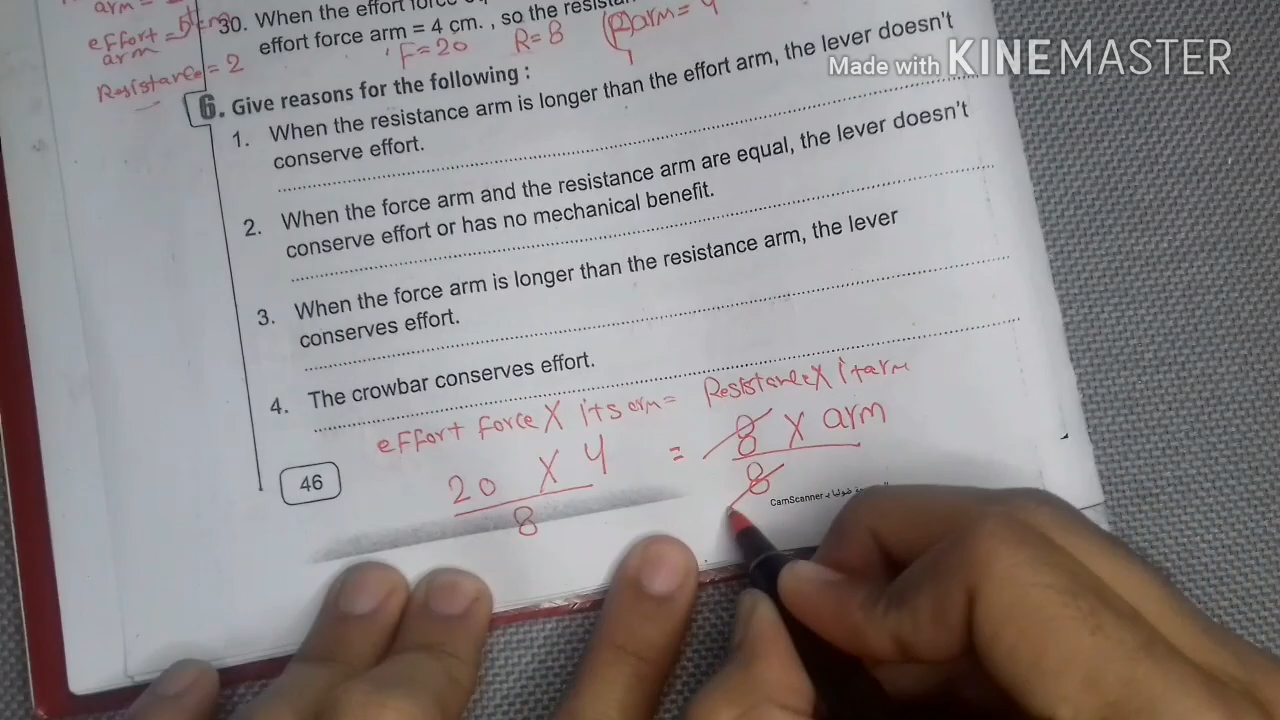 arm=
effort = 
arm
Resistance = 2
30. When the effort force
effort force arm = 4 cm. , so the resistan
F=20 R=8 (R)arm= 4
Made with KINEMASTER
6. Give reasons for the following :
1. When the resistance arm is longer than the effort arm, the lever doesn't
conserve effort.
2. When the force arm and the resistance arm are equal, the lever doesn't
conserve effort or has no mechanical benefit.
3. When the force arm is longer than the resistance arm, the lever
conserves effort.
4. The crowbar conserves effort.
effort force X its arm = Resistance X itarm
20 X 4 = 8 X arm
8 8
46
CamScanner